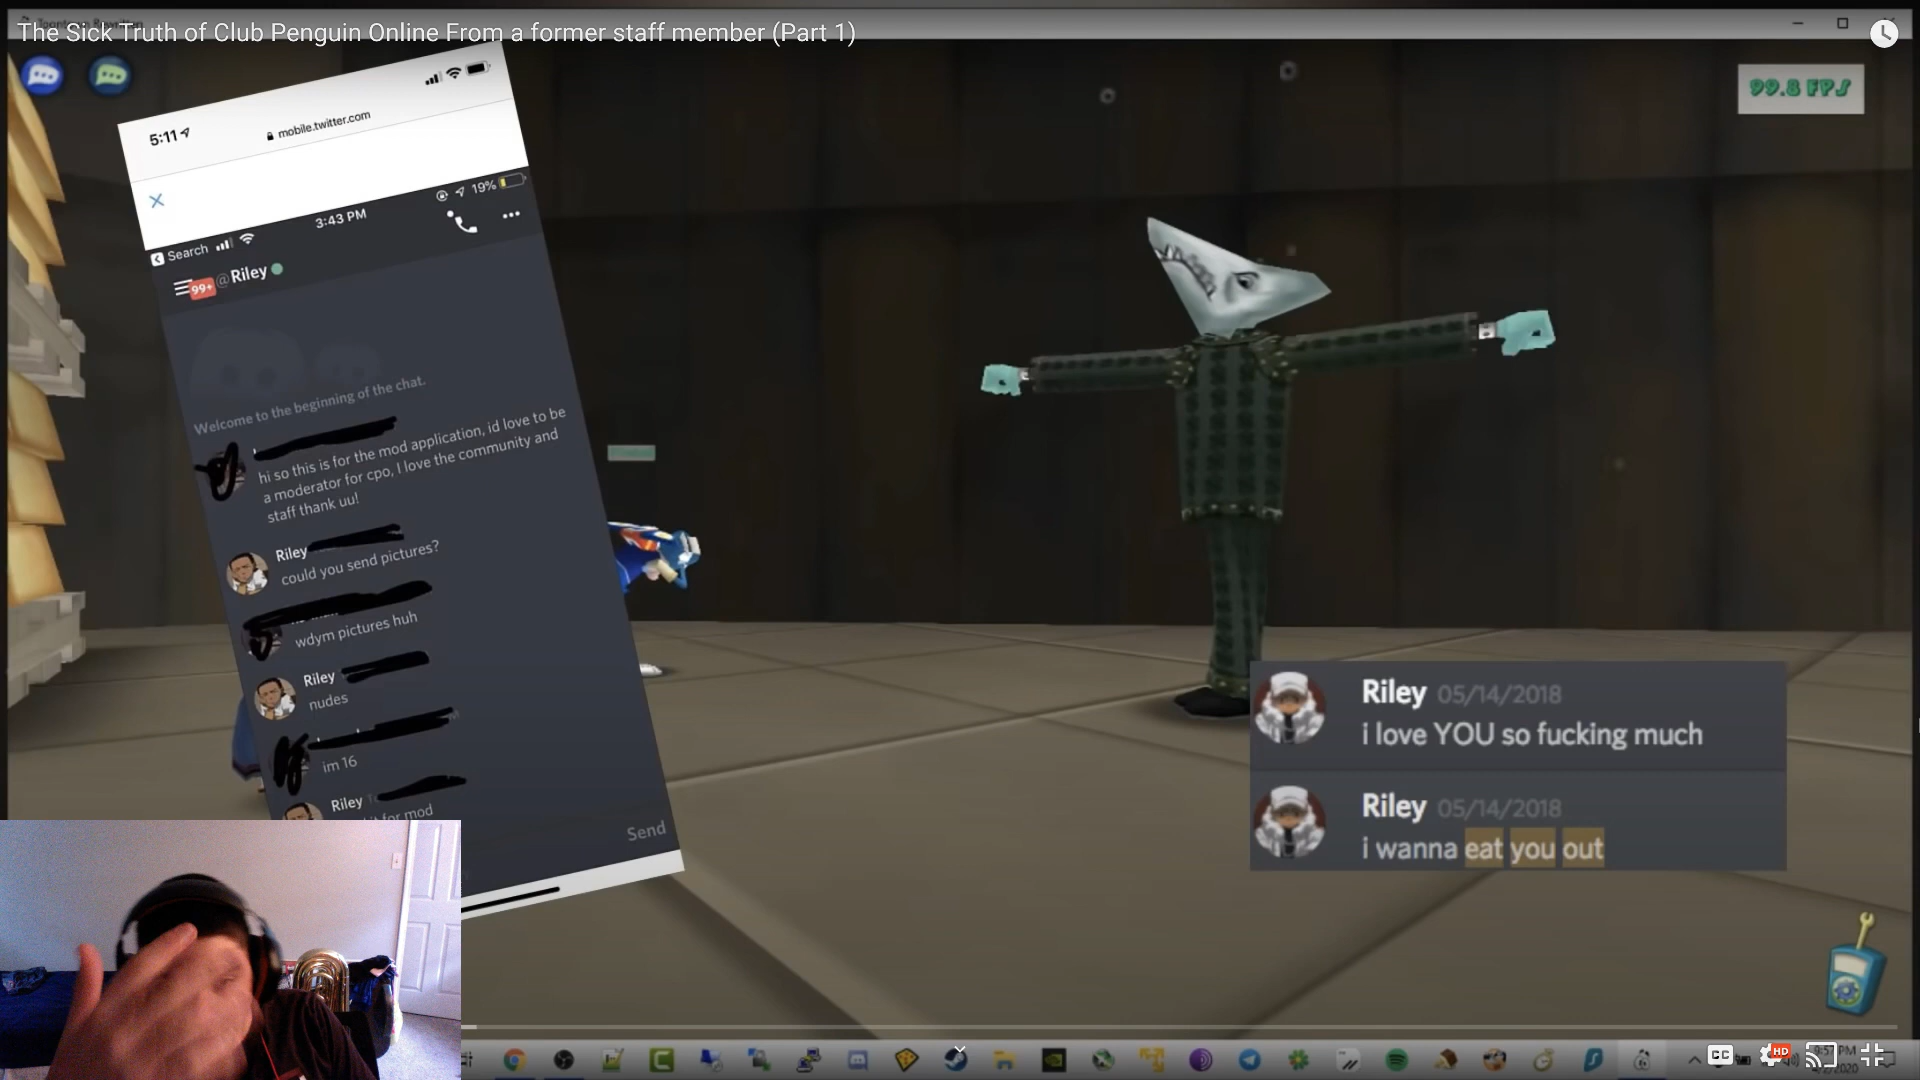 The Sick Truth of Club Penguin Online From a former staff member (Part 1)
99.8 FPS
5:11
mobile.twitter.com
19%
3:43 PM
Search
99+
@Riley
Welcome to the beginning of the chat.
hi so this is for the mod application, id love to be
a moderator for cpo, I love the community and
staff thank uu!
Riley
could you send pictures?
wdym pictures huh
Riley
nudes
im 16
Riley
for mod
Send
Riley 05/14/2018
i love YOU so fucking much
Riley 05/14/2018
i wanna eat you out
CC
HD